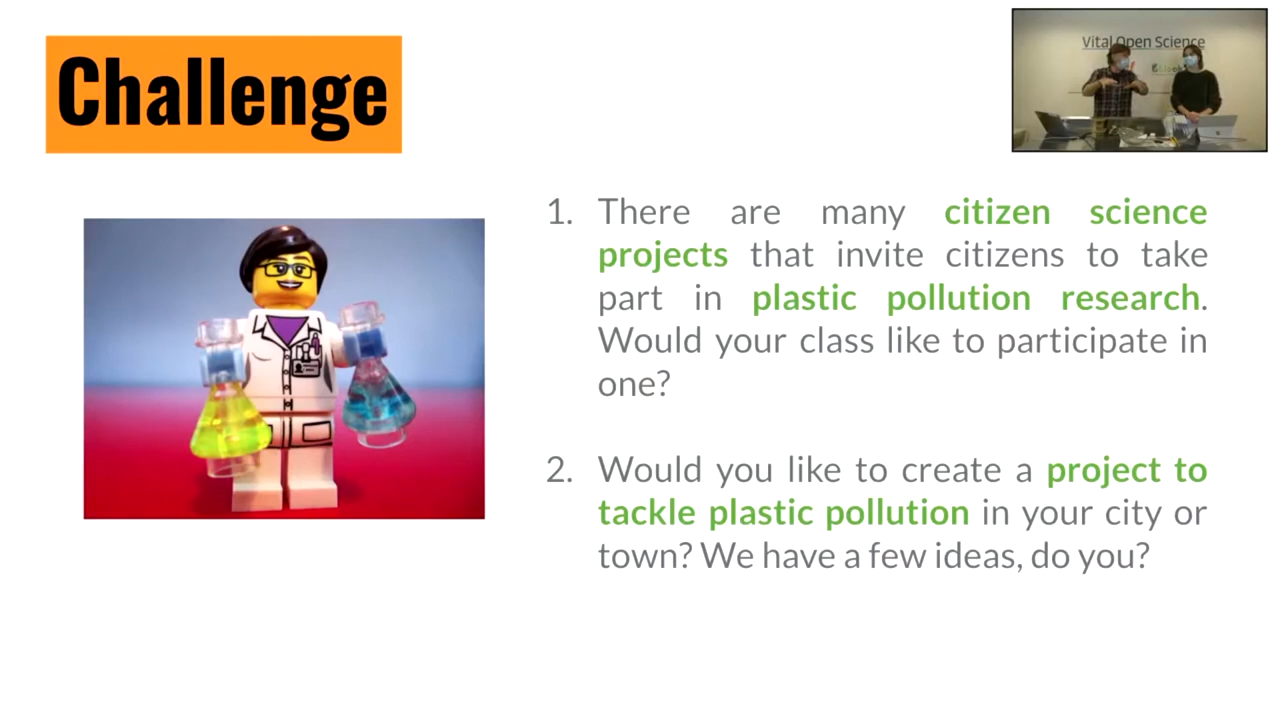 Challenge
Vital Open Science
1. There are many citizen science
projects that invite citizens to take
part in plastic pollution research.
Would your class like to participate in
one?
2. Would you like to create a project to
tackle plastic pollution in your city or
town? We have a few ideas, do you?